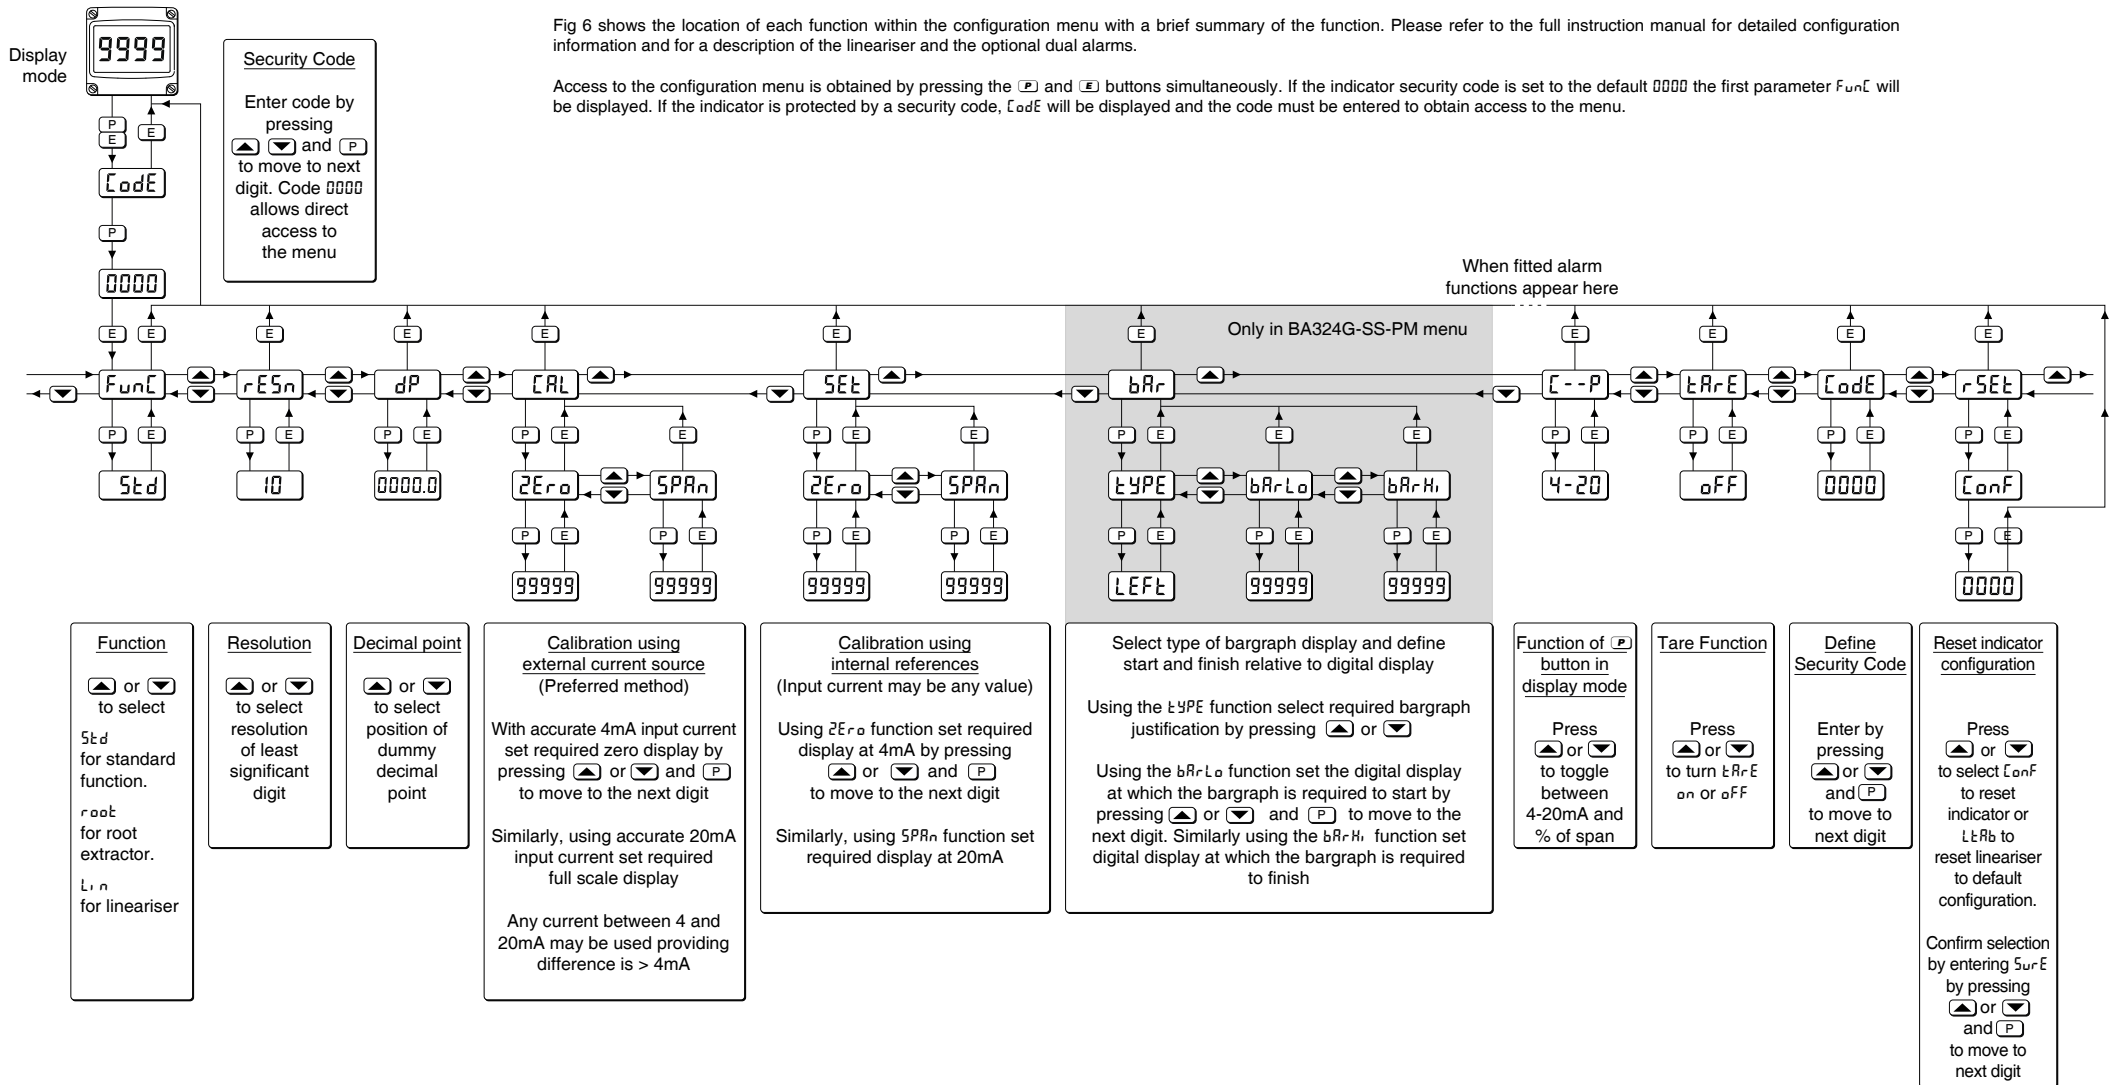 Fig 6 shows the location of each function within the configuration menu with a brief summary of the function. Please refer to the full instruction manual for detailed configuration
information and for a description of the lineariser and the optional dual alarms.
Access to the configuration menu is obtained by pressing the P and E buttons simultaneously. If the indicator security code is set to the default 0000 the first parameter FunC will
be displayed. If the indicator is protected by a security code, CodE will be displayed and the code must be entered to obtain access to the menu.
Display
mode
9999
P
E
E
CodE
P
0000
Security Code
Enter code by
pressing
and P
to move to next
digit. Code 0000
allows direct
access to
the menu
When fitted alarm
functions appear here
Only in BA324G-SS-PM menu
E E E E E E E E E E E
FunC rESn dP CAL SEt bAr C--P tArE CodE rSEt
P E P E P E P E E P E E P E E E P E P E P E P E
Std 10 0000.0 2Ero SPAn 2Ero SPAn tYPE bArLo bArHi 4-20 oFF 0000 ConF
P E P E P E P E P E P E P E P E
99999 99999 99999 99999 LEFt 99999 99999 0000
Function
or
to select
Std
for standard
function.
root
for root
extractor.
Lin
for lineariser
Resolution
or
to select
resolution
of least
significant
digit
Decimal point
or
to select
position of
dummy
decimal
point
Calibration using
external current source
(Preferred method)
With accurate 4mA input current
set required zero display by
pressing or and P
to move to the next digit
Similarly, using accurate 20mA
input current set required
full scale display
Any current between 4 and
20mA may be used providing
difference is > 4mA
Calibration using
internal references
(Input current may be any value)
Using 2Ero function set required
display at 4mA by pressing
or and P
to move to the next digit
Similarly, using SPAn function set
required display at 20mA
Select type of bargraph display and define
start and finish relative to digital display
Using the tYPE function select required bargraph
justification by pressing or
Using the bArLo function set the digital display
at which the bargraph is required to start by
pressing or and P to move to the
next digit. Similarly using the bArHi function set
digital display at which the bargraph is required
to finish
Function of P
button in
display mode
Press
or
to toggle
between
4-20mA and
% of span
Tare Function
Press
or
to turn tArE
on or oFF
Define
Security Code
Enter by
pressing
or
and P
to move to
next digit
Reset indicator
configuration
Press
or
to select ConF
to reset
indicator or
LtAb to
reset lineariser
to default
configuration.
Confirm selection
by entering SurE
by pressing
or
and P
to move to
next digit